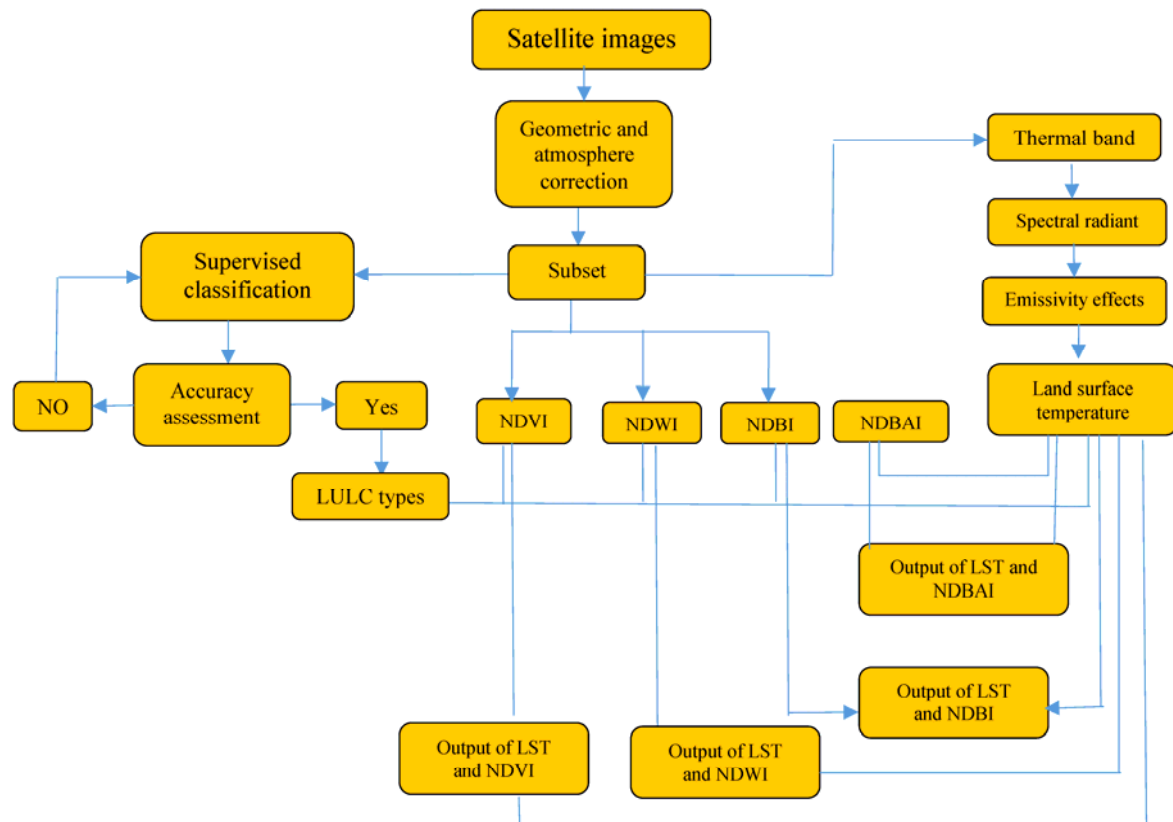 Satellite images
Geometric and
atmosphere
correction
Thermal band
Spectral radiant
Supervised
classification
Subset
Emissivity effects
NO
Accuracy
assessment
Yes
NDVI
NDWI
NDBI
NDBAI
Land surface
temperature
LULC types
Output of LST and
NDBAI
Output of LST
and NDBI
Output of LST
and NDVI
Output of LST
and NDWI